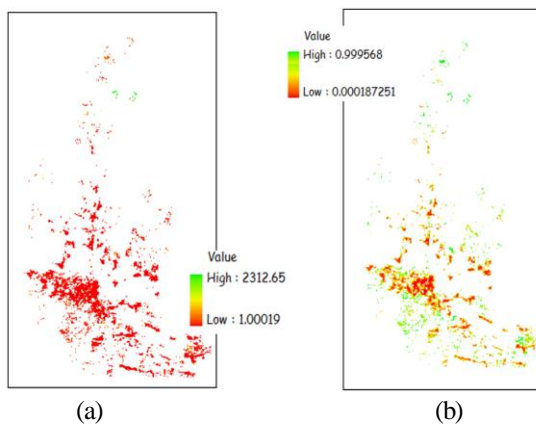 Value
High : 0.999568
Low : 0.000187251
Value
High : 2312.65
Low : 1.00019
(a)
(b)